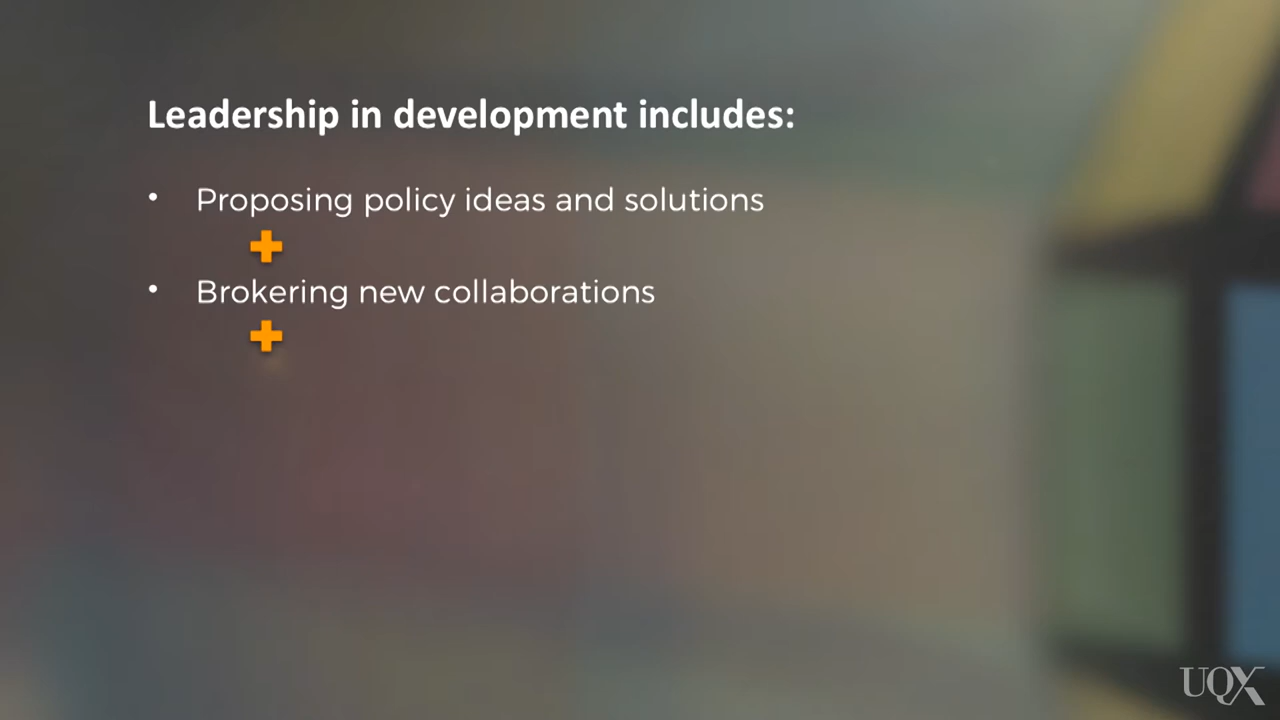 Leadership in development includes:
• Proposing policy ideas and solutions
• Brokering new collaborations
UQX